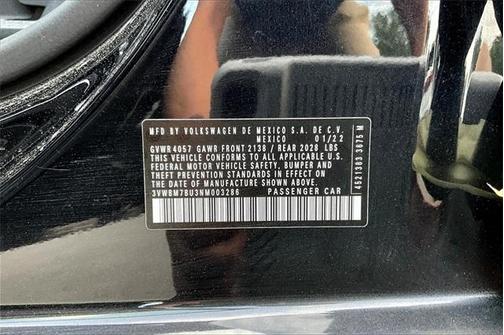 MFD BY VOLKSWAGEN DE MEXICO S.A. DE C.V.
MEXICO 01/22
GVWR 4057 GAWR FRONT 2138 / REAR 2028 LBS
THIS VEHICLE CONFORMS TO ALL APPLICABLE
FEDERAL MOTOR VEHICLE SAFETY, BUMPER AND
THEFT PREVENTION STANDARDS IN EFFECT ON
THE DATE OF MANUFACTURE SHOWN ABOVE.
3VWBM7BU3NM003286 PASSENGER CAR
4521383.3675 M